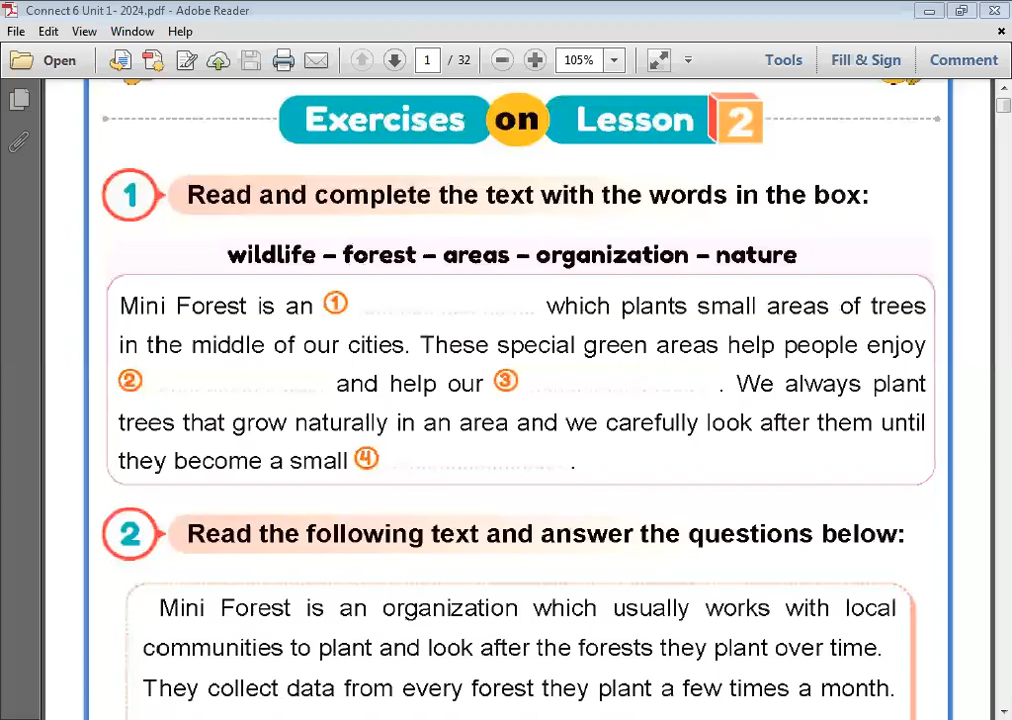 Connect 6 Unit 1- 2024.pdf - Adobe Reader
File Edit View Window Help
Open 1 / 32 105% Tools Fill & Sign Comment
Exercises on Lesson 2
1 Read and complete the text with the words in the box:
wildlife – forest – areas – organization – nature
Mini Forest is an ① which plants small areas of trees
in the middle of our cities. These special green areas help people enjoy
② and help our ③ . We always plant
trees that grow naturally in an area and we carefully look after them until
they become a small ④ .
2 Read the following text and answer the questions below:
Mini Forest is an organization which usually works with local
communities to plant and look after the forests they plant over time.
They collect data from every forest they plant a few times a month.